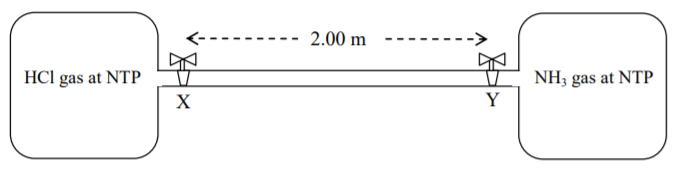 2.00 m
HCl gas at NTP
NH₃ gas at NTP
X
Y